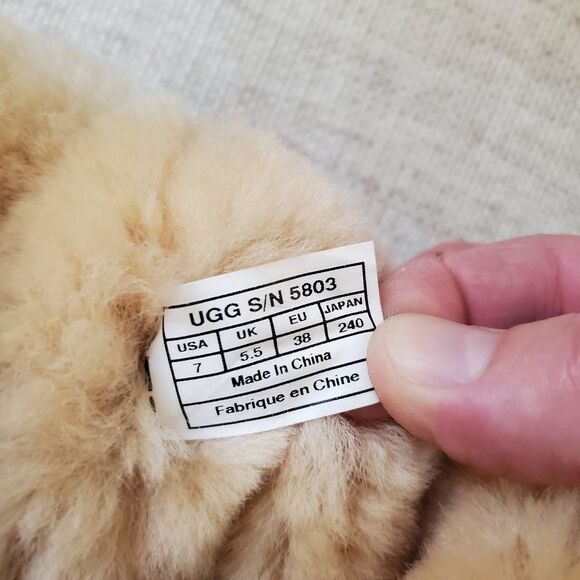 UGG S/N 5803
USA UK EU JAPAN
7 5.5 38 240
Made In China
Fabrique en Chine